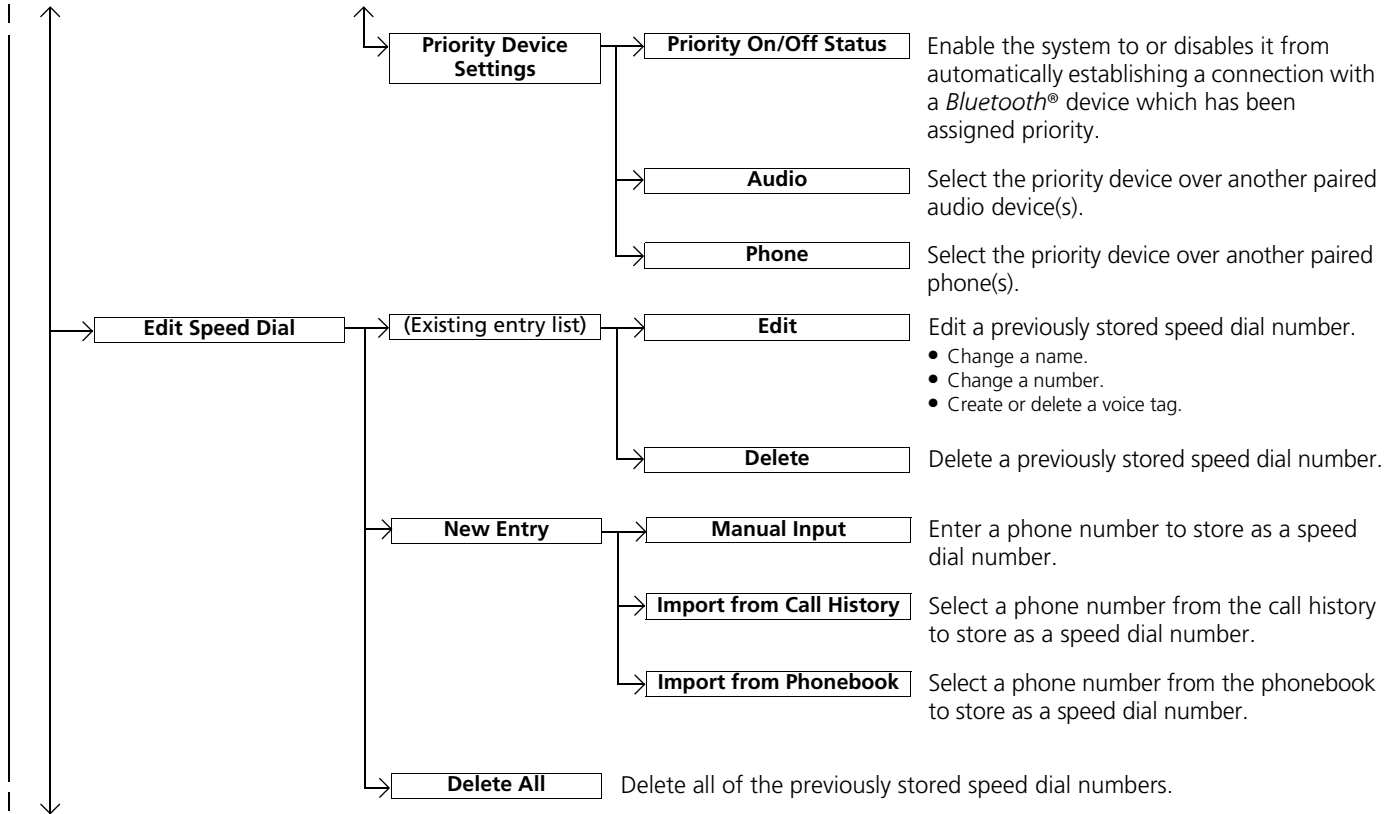 Priority Device
Settings
Priority On/Off Status
Enable the system to or disables it from
automatically establishing a connection with
a Bluetooth® device which has been
assigned priority.
Audio
Select the priority device over another paired
audio device(s).
Phone
Select the priority device over another paired
phone(s).
Edit Speed Dial
(Existing entry list)
Edit
Edit a previously stored speed dial number.
● Change a name.
● Change a number.
● Create or delete a voice tag.
Delete
Delete a previously stored speed dial number.
New Entry
Manual Input
Enter a phone number to store as a speed
dial number.
Import from Call History
Select a phone number from the call history
to store as a speed dial number.
Import from Phonebook
Select a phone number from the phonebook
to store as a speed dial number.
Delete All
Delete all of the previously stored speed dial numbers.